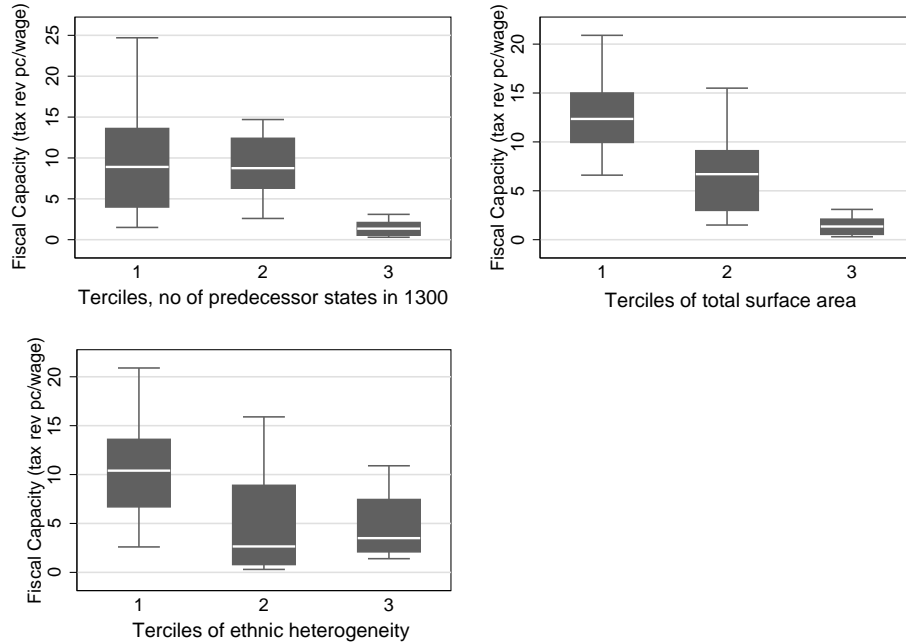 Fiscal Capacity (tax rev pc/wage)
25
20
15
10
5
0
1 2 3
Terciles, no of predecessor states in 1300
Fiscal Capacity (tax rev pc/wage)
20
15
10
5
0
1 2 3
Terciles of total surface area
Fiscal Capacity (tax rev pc/wage)
20
15
10
5
0
1 2 3
Terciles of ethnic heterogeneity